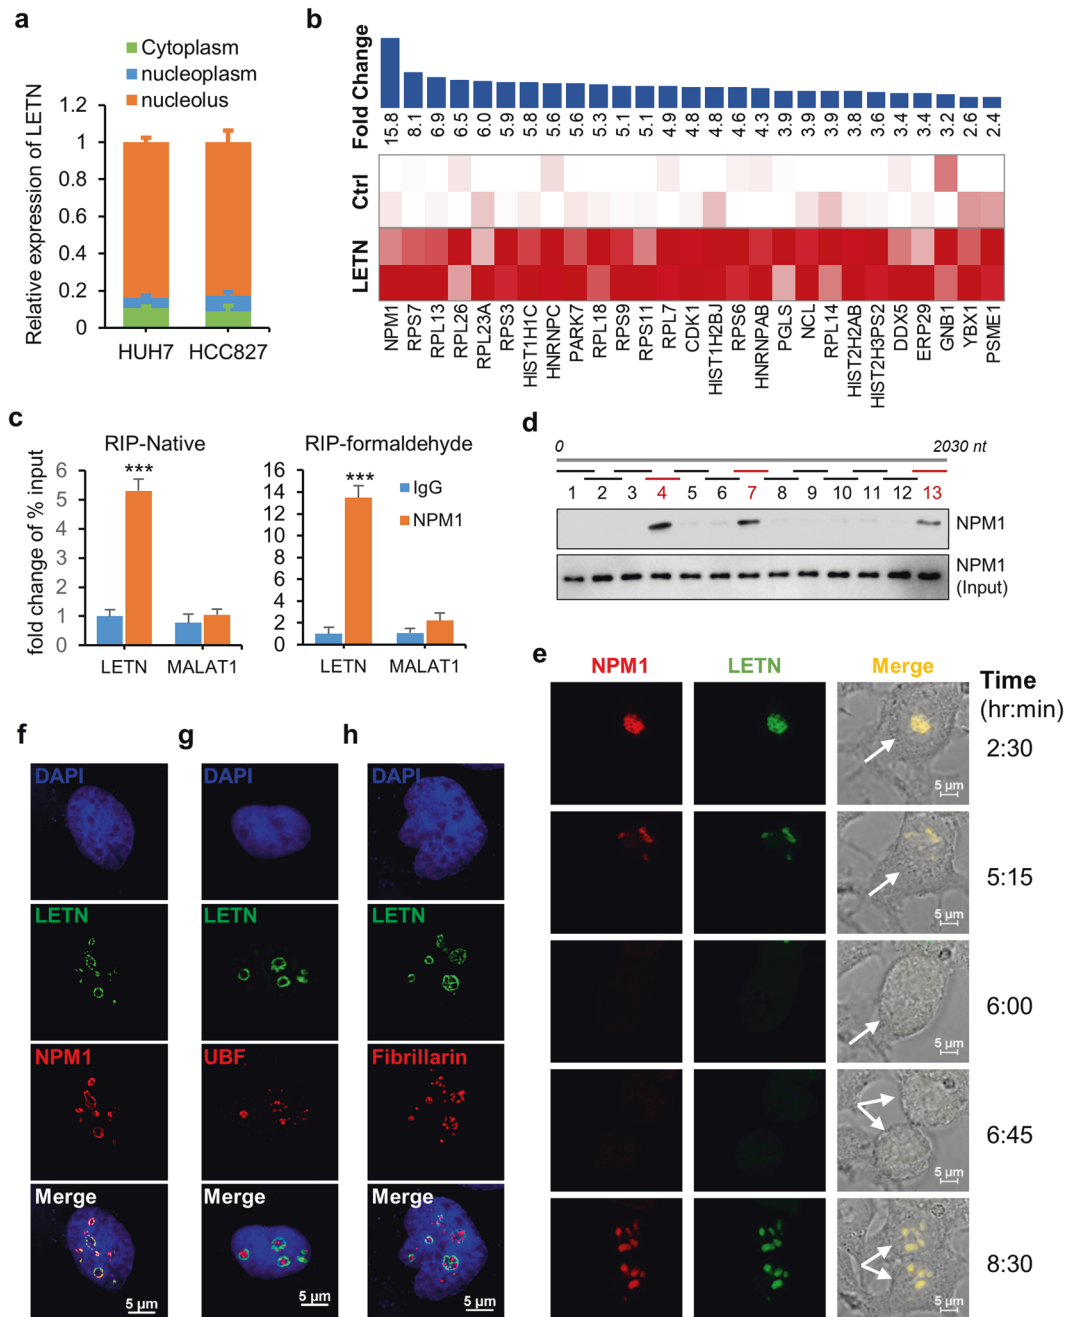 a
Cytoplasm
nucleoplasm
nucleolus
Relative expression of LETN
1.2
1
0.8
0.6
0.4
0.2
0
HUH7 HCC827
b
Fold Change
15.8 8.1 6.9 6.5 6.0 5.9 5.8 5.6 5.6 5.3 5.1 5.1 4.9 4.8 4.8 4.6 4.3 3.9 3.9 3.9 3.8 3.6 3.4 3.4 3.2 2.6 2.4
Ctrl
LETN
NPM1 RPS7 RPL13 RPL26 RPL23A RPS3 HIST1H1C HNRNPC PARK7 RPL18 RPS9 RPS11 RPL7 CDK1 HIST1H2BJ RPS6 HNRNPAB PGLS NCL RPL14 HIST2H2AB HIST2H3PS2 DDX5 ERP29 GNB1 YBX1 PSME1
c
RIP-Native
fold change of % input
6
5
4
3
2
1
0
***
LETN MALAT1
RIP-formaldehyde
16
14
12
10
8
6
4
2
0
***
IgG
NPM1
LETN MALAT1
d
0 2030 nt
1 2 3 4 5 6 7 8 9 10 11 12 13
NPM1
NPM1
(Input)
e
NPM1 LETN Merge
Time
(hr:min)
2:30
5 µm
5:15
5 µm
6:00
5 µm
6:45
5 µm
8:30
5 µm
f
DAPI
LETN
NPM1
Merge
5 µm
g
DAPI
LETN
UBF
Merge
5 µm
h
DAPI
LETN
Fibrillarin
Merge
5 µm